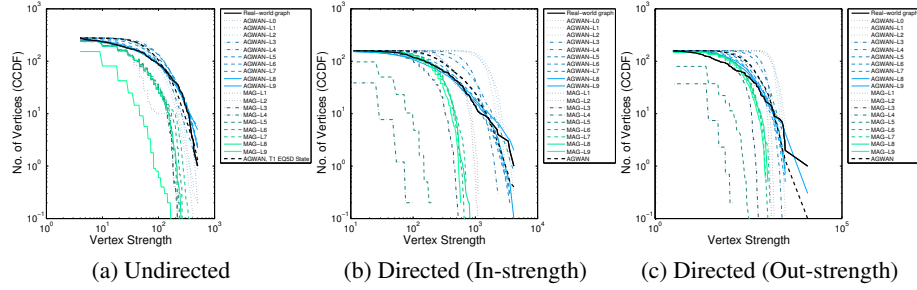 No. of Vertices (CCDF)
10³
10²
10¹
10⁰
10⁻¹
10⁰ 10¹ 10² 10³
Vertex Strength
Real-world graph
AGWAN-L0
AGWAN-L1
AGWAN-L2
AGWAN-L3
AGWAN-L4
AGWAN-L5
AGWAN-L6
AGWAN-L7
AGWAN-L8
AGWAN-L9
MAG-L1
MAG-L2
MAG-L3
MAG-L4
MAG-L5
MAG-L6
MAG-L7
MAG-L8
MAG-L9
AGWAN, T1 EQ5D State
(a) Undirected
No. of Vertices (CCDF)
10³
10²
10¹
10⁰
10⁻¹
10¹ 10² 10³ 10⁴
Vertex Strength
Real-world graph
AGWAN-L0
AGWAN-L1
AGWAN-L2
AGWAN-L3
AGWAN-L4
AGWAN-L5
AGWAN-L6
AGWAN-L7
AGWAN-L8
AGWAN-L9
MAG-L1
MAG-L2
MAG-L3
MAG-L4
MAG-L5
MAG-L6
MAG-L7
MAG-L8
MAG-L9
AGWAN
(b) Directed (In-strength)
No. of Vertices (CCDF)
10³
10²
10¹
10⁰
10⁻¹
10⁰ 10⁵
Vertex Strength
Real-world graph
AGWAN-L0
AGWAN-L1
AGWAN-L2
AGWAN-L3
AGWAN-L4
AGWAN-L5
AGWAN-L6
AGWAN-L7
AGWAN-L8
AGWAN-L9
MAG-L1
MAG-L2
MAG-L3
MAG-L4
MAG-L5
MAG-L6
MAG-L7
MAG-L8
MAG-L9
AGWAN
(c) Directed (Out-strength)